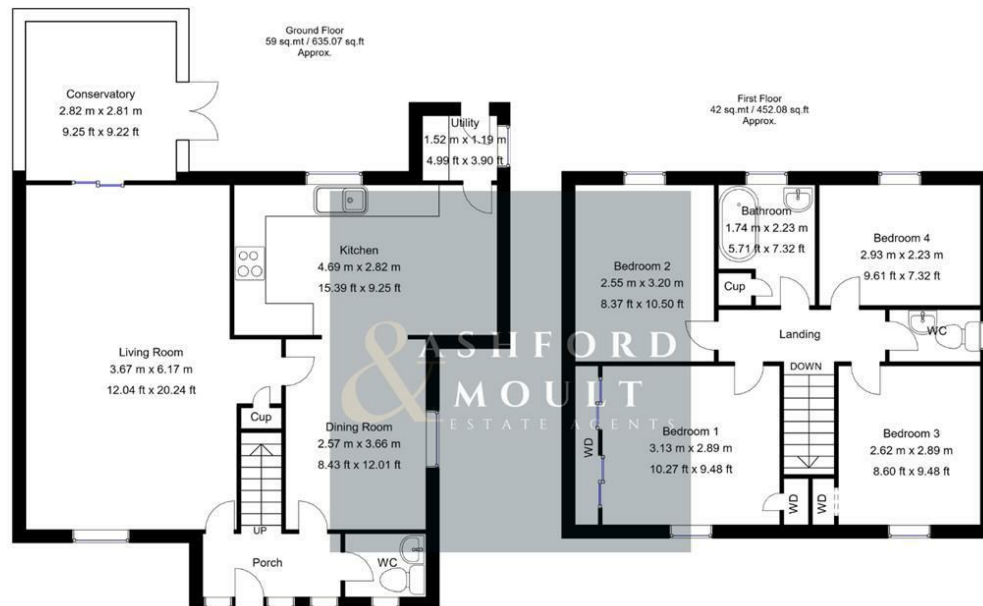 Ground Floor
59 sq.mt / 635.07 sq.ft
Approx.
Conservatory
2.82 m x 2.81 m
9.25 ft x 9.22 ft
Utility
1.52 m x 1.19 m
4.99 ft x 3.90 ft
Kitchen
4.69 m x 2.82 m
15.39 ft x 9.25 ft
Living Room
3.67 m x 6.17 m
12.04 ft x 20.24 ft
Cup
Dining Room
2.57 m x 3.66 m
8.43 ft x 12.01 ft
UP
Porch
WC
First Floor
42 sq.mt / 452.08 sq.ft
Approx.
Bathroom
1.74 m x 2.23 m
5.71 ft x 7.32 ft
Bedroom 4
2.93 m x 2.23 m
9.61 ft x 7.32 ft
Bedroom 2
2.55 m x 3.20 m
8.37 ft x 10.50 ft
Cup
Landing
WC
DOWN
Bedroom 1
3.13 m x 2.89 m
10.27 ft x 9.48 ft
Bedroom 3
2.62 m x 2.89 m
8.60 ft x 9.48 ft
WD
WD
WD
&
ASHFORD
MOULT
ESTATE AGENTS